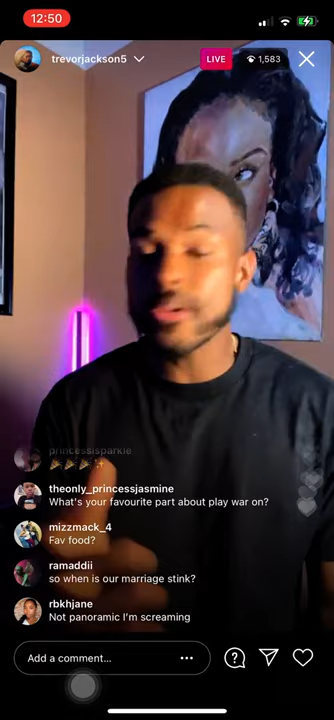 12:50
trevorjackson5
LIVE
1,583
princessisparkle
theonly_princessjasmine
What's your favourite part about play war on?
mizzmack_4
Fav food?
ramaddii
so when is our marriage stink?
rbkhjane
Not panoramic I'm screaming
Add a comment...